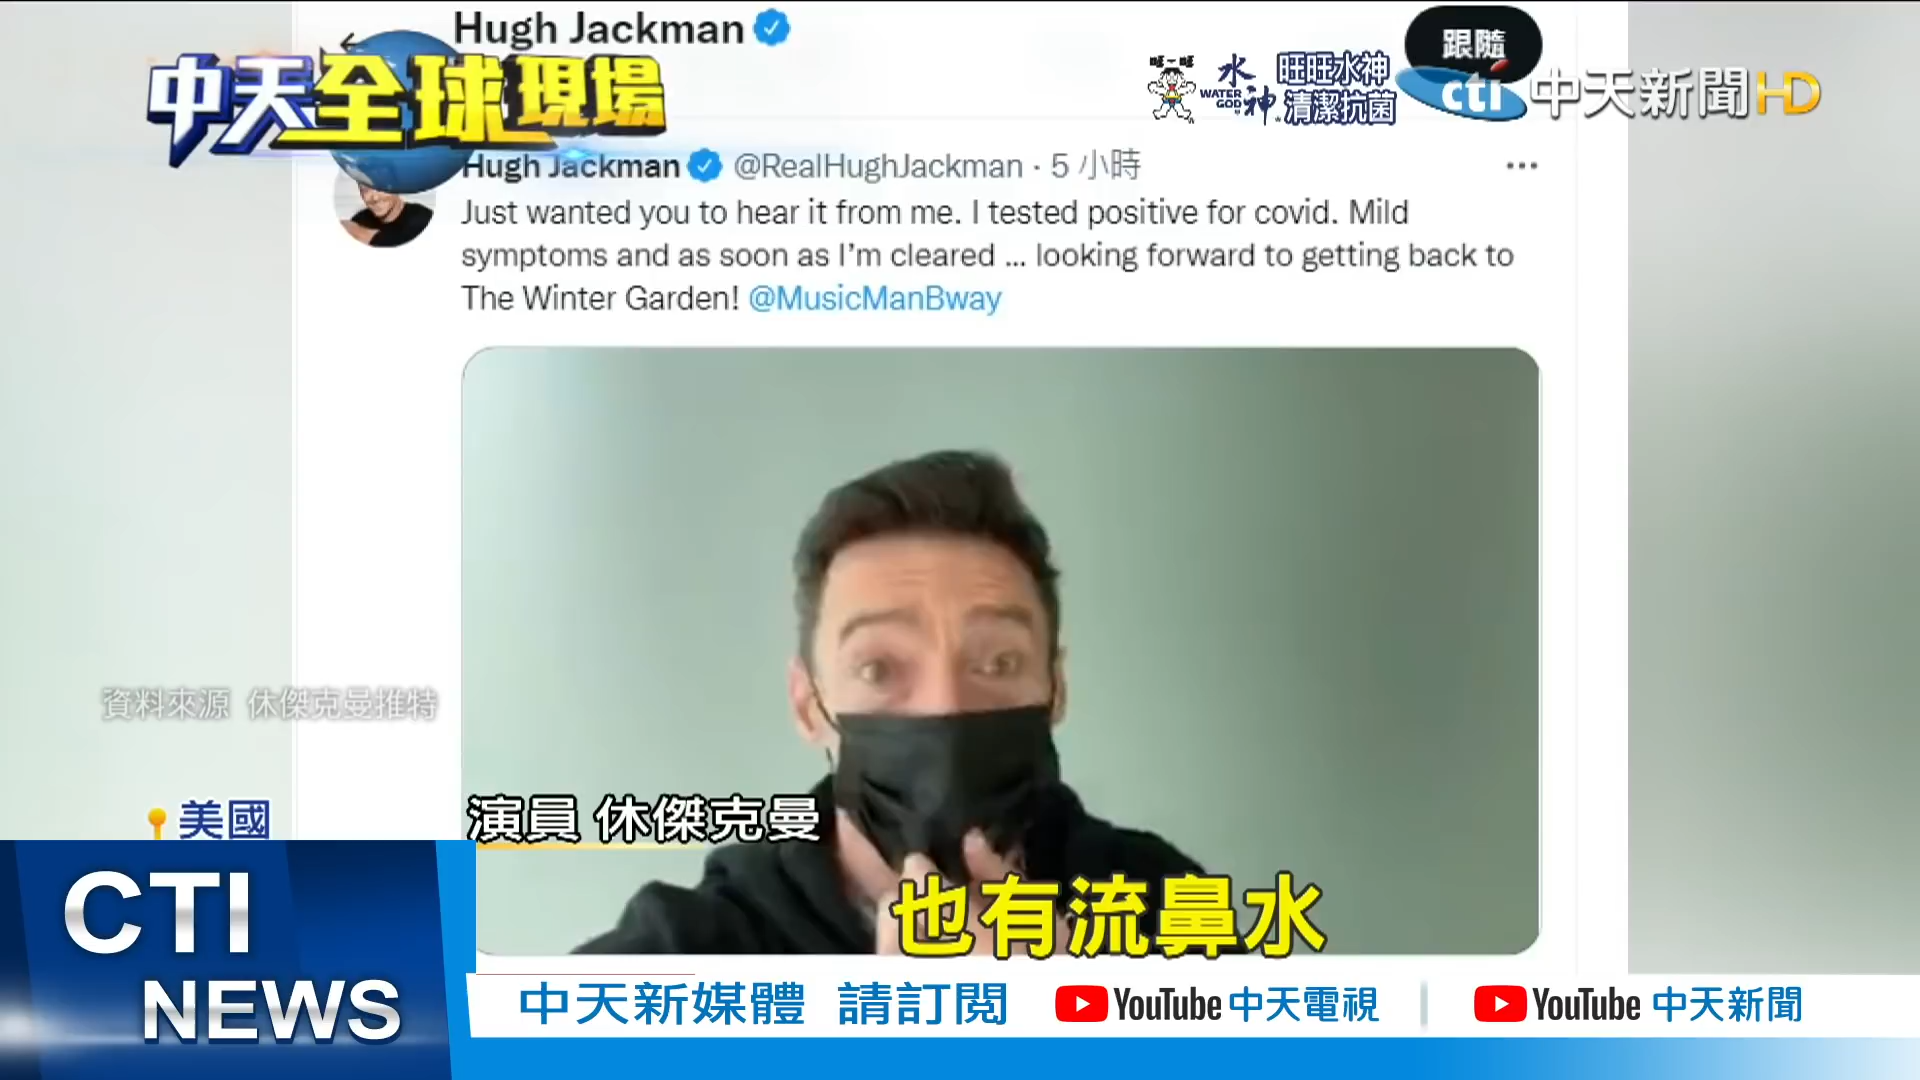 Hugh Jackman
跟隨
中天全球現場
旺旺
水神
WATER GOD
旺旺水神
清潔抗菌
cti 中天新聞HD
Hugh Jackman @RealHughJackman · 5 小時
Just wanted you to hear it from me. I tested positive for covid. Mild
symptoms and as soon as I’m cleared ... looking forward to getting back to
The Winter Garden! @MusicManBway
資料來源 休傑克曼推特
美國
演員 休傑克曼
也有流鼻水
CTI
NEWS
中天新媒體 請訂閱 YouTube 中天電視 | YouTube 中天新聞